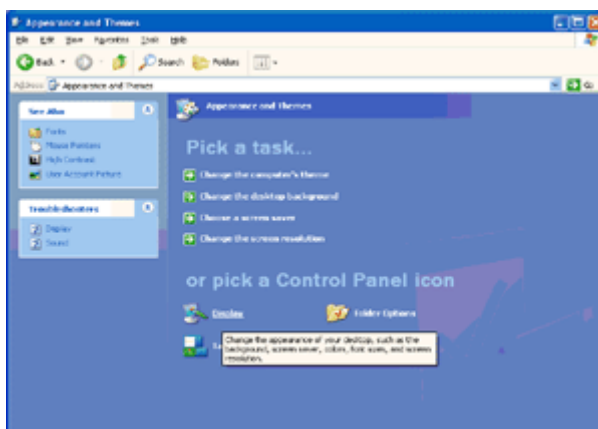 Appearance and Themes
File Edit View Favorites Tools Help
Back Search Folders
Address Appearance and Themes Go
See Also
Fonts
Mouse Pointers
High Contrast
User Account Picture
Troubleshooters
Display
Sound
Appearance and Themes
Pick a task...
Change the computer's theme
Change the desktop background
Choose a screen saver
Change the screen resolution
or pick a Control Panel icon
Display Folder Options
Change the appearance of your desktop, such as the
background, screen saver, colors, font sizes, and screen
resolution.